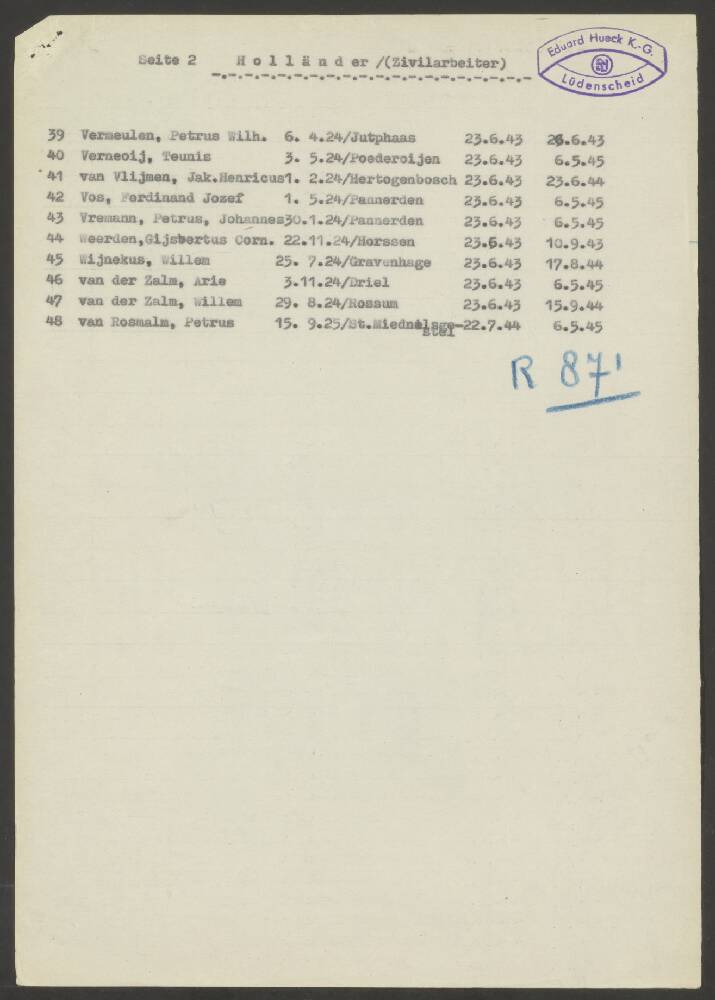 Seite 2 Holländer /(Zivilarbeiter)
Eduard Hueck K.-G.
Lüdenscheid
39 Vermeulen, Petrus Wilh. 6. 4.24/Jutphaas 23.6.43 26.6.43
40 Verneoij, Teunis 3. 5.24/Poederoijen 23.6.43 6.5.45
41 van Vlijmen, Jak.Henricus1. 2.24/Hertogenbosch 23.6.43 23.6.44
42 Vos, Ferdinand Jozef 1. 5.24/Pannerden 23.6.43 6.5.45
43 Vremann, Petrus, Johannes30.1.24/Pannerden 23.6.43 6.5.45
44 Weerden,Gijsbertus Corn. 22.11.24/Horssen 23.6.43 10.9.43
45 Wijnekus, Willem 25. 7.24/Gravenhage 23.6.43 17.8.44
46 van der Zalm, Arie 3.11.24/Driel 23.6.43 6.5.45
47 van der Zalm, Willem 29. 8.24/Rossum 23.6.43 15.9.44
48 van Rosmalm, Petrus 15. 9.25/St.Miednelsge-22.7.44 6.5.45
stel
R 871